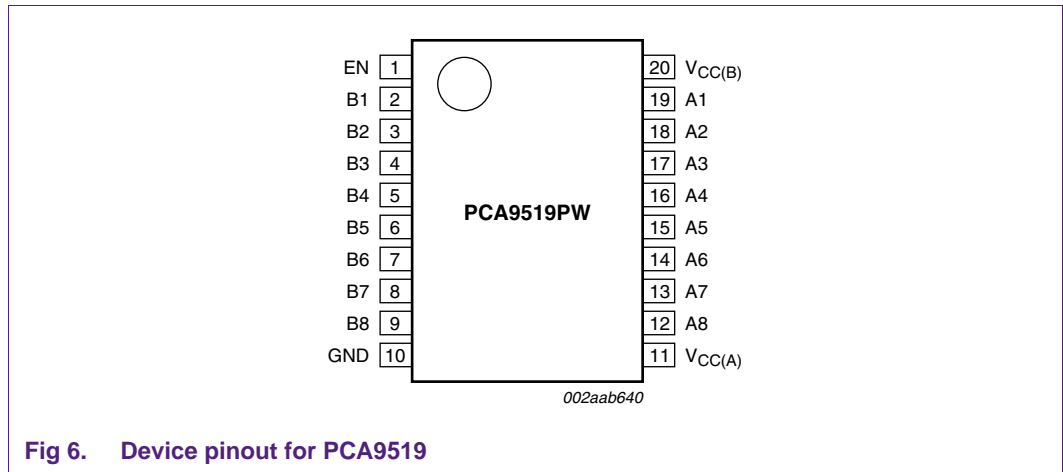 EN 1 20 VCC(B)
B1 2 19 A1
B2 3 18 A2
B3 4 17 A3
B4 5 16 A4
PCA9519PW
B5 6 15 A5
B6 7 14 A6
B7 8 13 A7
B8 9 12 A8
GND 10 11 VCC(A)
002aab640
Fig 6. Device pinout for PCA9519